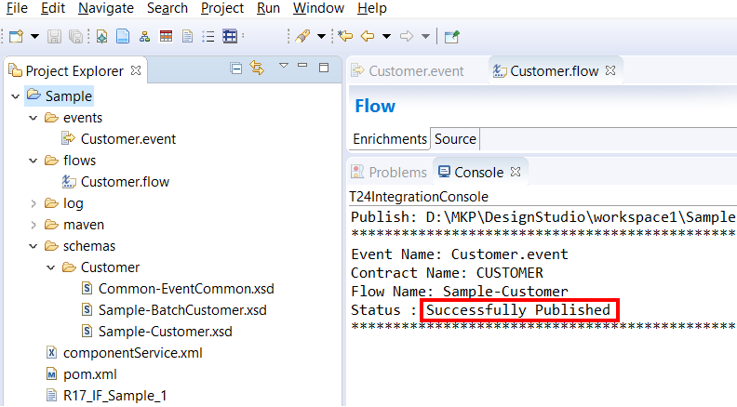 File Edit Navigate Search Project Run Window Help
Project Explorer
Sample
events
Customer.event
flows
Customer.flow
log
maven
schemas
Customer
Common-EventCommon.xsd
Sample-BatchCustomer.xsd
Sample-Customer.xsd
componentService.xml
pom.xml
R17_IF_Sample_1
Customer.event Customer.flow
Flow
Enrichments Source
Problems Console
T24IntegrationConsole
Publish: D:\MKP\DesignStudio\workspace1\Sample
**********************************************
Event Name: Customer.event
Contract Name: CUSTOMER
Flow Name: Sample-Customer
Status : Successfully Published
**********************************************